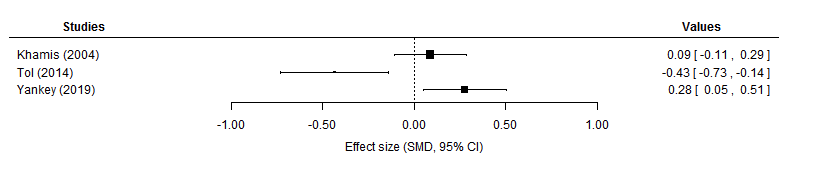 Studies Values
Khamis (2004) 0.09 [ -0.11 , 0.29 ]
Tol (2014) -0.43 [ -0.73 , -0.14 ]
Yankey (2019) 0.28 [ 0.05 , 0.51 ]
-1.00 -0.50 0.00 0.50 1.00
Effect size (SMD, 95% CI)